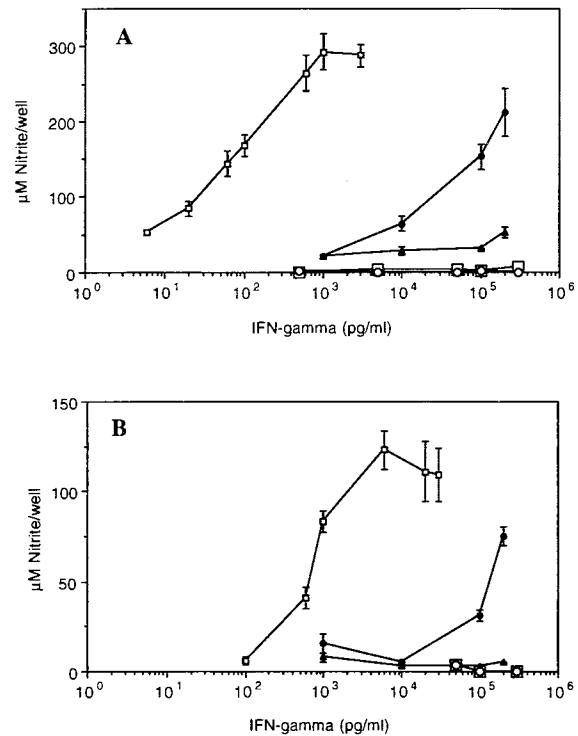 A
300
200
100
0
µM Nitrite/well
10⁰ 10¹ 10² 10³ 10⁴ 10⁵ 10⁶
IFN-gamma (pg/ml)
B
150
100
50
0
µM Nitrite/well
10⁰ 10¹ 10² 10³ 10⁴ 10⁵ 10⁶
IFN-gamma (pg/ml)